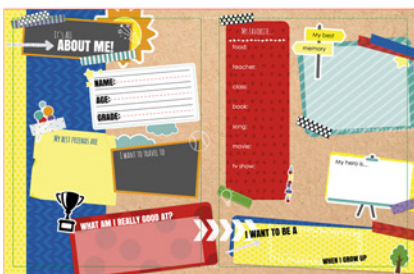 IT'S ALL
ABOUT ME!
NAME:
AGE:
GRADE:
MY BEST FRIENDS ARE
I WANT TO TRAVEL TO
WHAT AM I REALLY GOOD AT?
MY FAVORITE...
food:
teacher:
class:
book:
song:
movie:
tv show:
My best
memory
My hero is...
I WANT TO BE A
WHEN I GROW UP